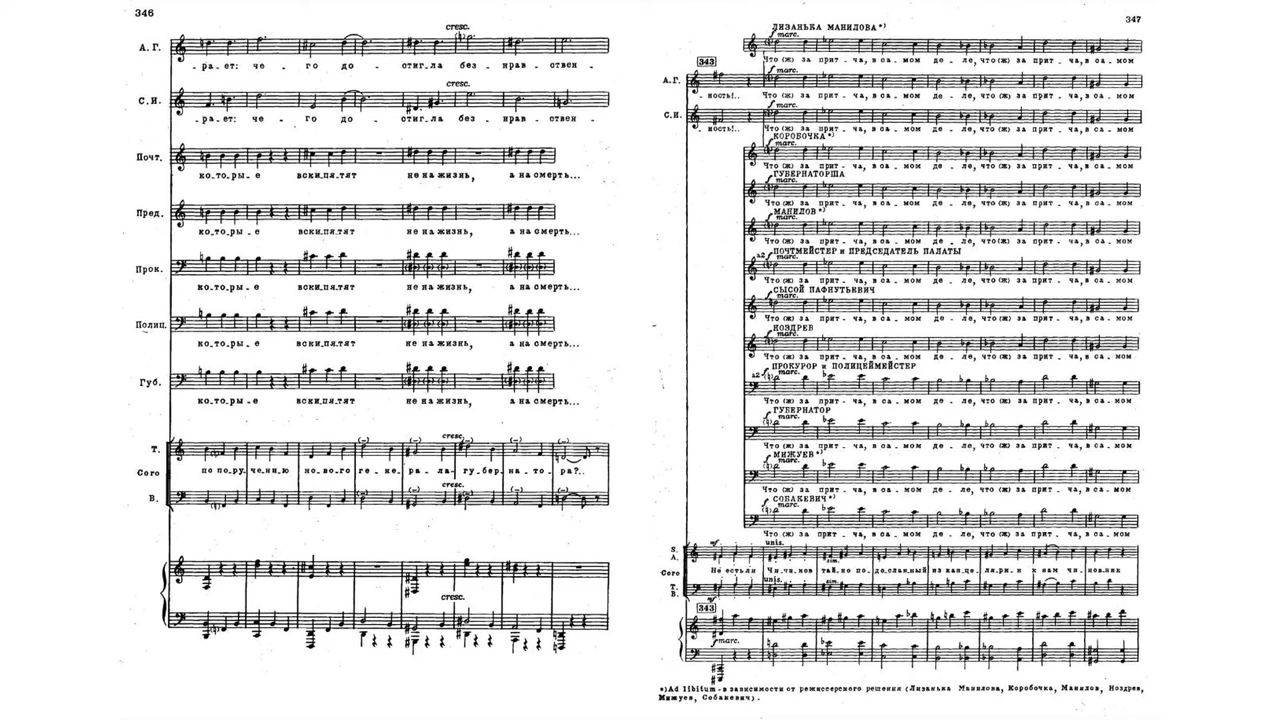 346
cresc.
А. Г.
- ра - ет: че - го до - стиг - ла без - нрав - ствен -
cresc.
С.И.
- ра - ет: че - го до - стиг - ла без - нрав - ствен -
Почт.
ко-то-ры-е вски-пя-тят не на жизнь, а на смерть...
Пред.
ко-то-ры-е вски-пя-тят не на жизнь, а на смерть...
Прок.
ко-то-ры-е вски-пя-тят не на жизнь, а на смерть...
Полиц.
ко-то-ры-е вски-пя-тят не на жизнь, а на смерть...
Губ.
ко-то-ры-е вски-пя-тят не на жизнь, а на смерть...
cresc.
Т.
Coro
по по-ру-че-ни-ю но-во-го ге-не-ра-ла-гу-бер-на-то-ра?..
cresc.
В.
cresc.
347
ЛИЗАНЬКА МАНИЛОВА*)
f marc.
Что (ж) за прит - ча, в са - мом де - ле, что (ж) за прит - ча, в са - мом
343
f marc.
А.Г.
- ность!.. Что (ж) за прит - ча, в са - мом де - ле, что (ж) за прит - ча, в са - мом
f marc.
С.И.
- ность!.. Что (ж) за прит - ча, в са - мом де - ле, что (ж) за прит - ча, в са - мом
КОРОБОЧКА*)
f marc.
Что (ж) за прит - ча, в са - мом де - ле, что (ж) за прит - ча, в са - мом
ГУБЕРНАТОРША
f marc.
Что (ж) за прит - ча, в са - мом де - ле, что (ж) за прит - ча, в са - мом
МАНИЛОВ*)
f marc.
Что (ж) за прит - ча, в са - мом де - ле, что (ж) за прит - ча, в са - мом
ПОЧТМЕЙСТЕР и ПРЕДСЕДАТЕЛЬ ПАЛАТЫ
a2 f marc.
Что (ж) за прит - ча, в са - мом де - ле, что (ж) за прит - ча, в са - мом
СЫСОЙ ПАФНУТЬЕВИЧ
f marc.
Что (ж) за прит - ча, в са - мом де - ле, что (ж) за прит - ча, в са - мом
НОЗДРЕВ
f marc.
Что (ж) за прит - ча, в са - мом де - ле, что (ж) за прит - ча, в са - мом
ПРОКУРОР и ПОЛИЦЕЙМЕЙСТЕР
a2 f marc.
Что (ж) за прит - ча, в са - мом де - ле, что (ж) за прит - ча, в са - мом
ГУБЕРНАТОР
f marc.
Что (ж) за прит - ча, в са - мом де - ле, что (ж) за прит - ча, в са - мом
МИЖУЕВ*)
f marc.
Что (ж) за прит - ча, в са - мом де - ле, что (ж) за прит - ча, в са - мом
СОБАКЕВИЧ*)
f marc.
Что (ж) за прит - ча, в са - мом де - ле, что (ж) за прит - ча, в са - мом
mf unis.
S.
A.
sim.
Coro
Не есть ли Чи-чи-ков тай-но по-до-слан-ный из кан-це-ля-ри-и к нам чи-нов-ник
unis. sim.
T.
B.
mf
343
f marc.
*) Ad libitum - в зависимости от режиссерского решения (Лизанька Манилова, Коробочка, Манилов, Ноздрев,
Мижуев, Собакевич).